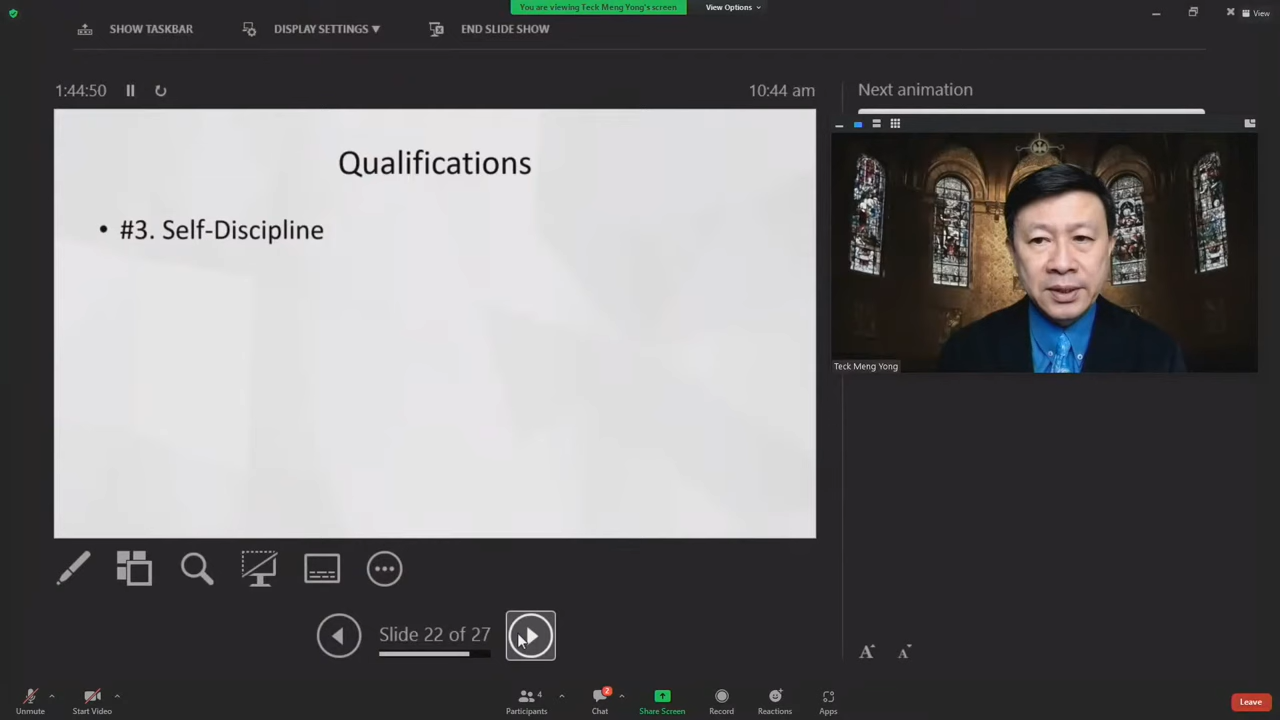 You are viewing Teck Meng Yong's screen
View Options
View
SHOW TASKBAR
DISPLAY SETTINGS
END SLIDE SHOW
1:44:50
10:44 am
Next animation
Qualifications
• #3. Self-Discipline
Teck Meng Yong
Slide 22 of 27
A A
Unmute
Start Video
4
Participants
2
Chat
Share Screen
Record
Reactions
Apps
Leave